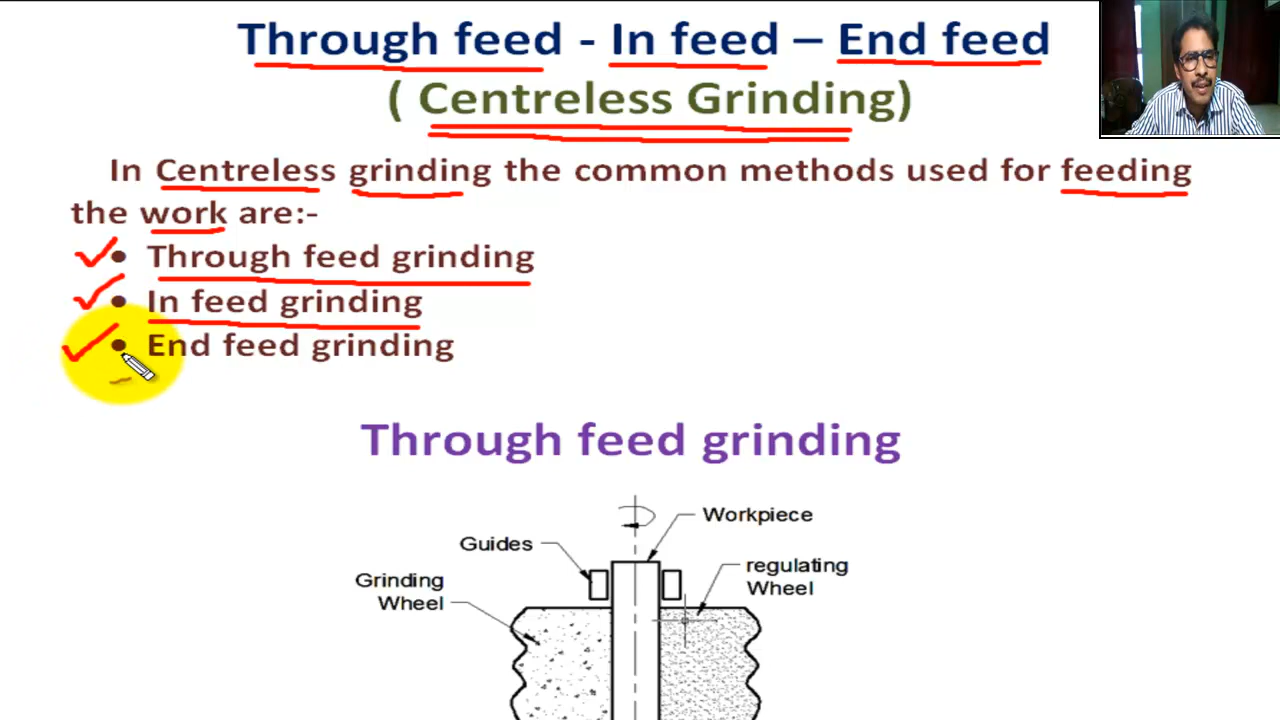 Through feed - In feed – End feed
( Centreless Grinding)
In Centreless grinding the common methods used for feeding
the work are:-
• Through feed grinding
• In feed grinding
• End feed grinding
Through feed grinding
Workpiece
Guides
regulating
Wheel
Grinding
Wheel